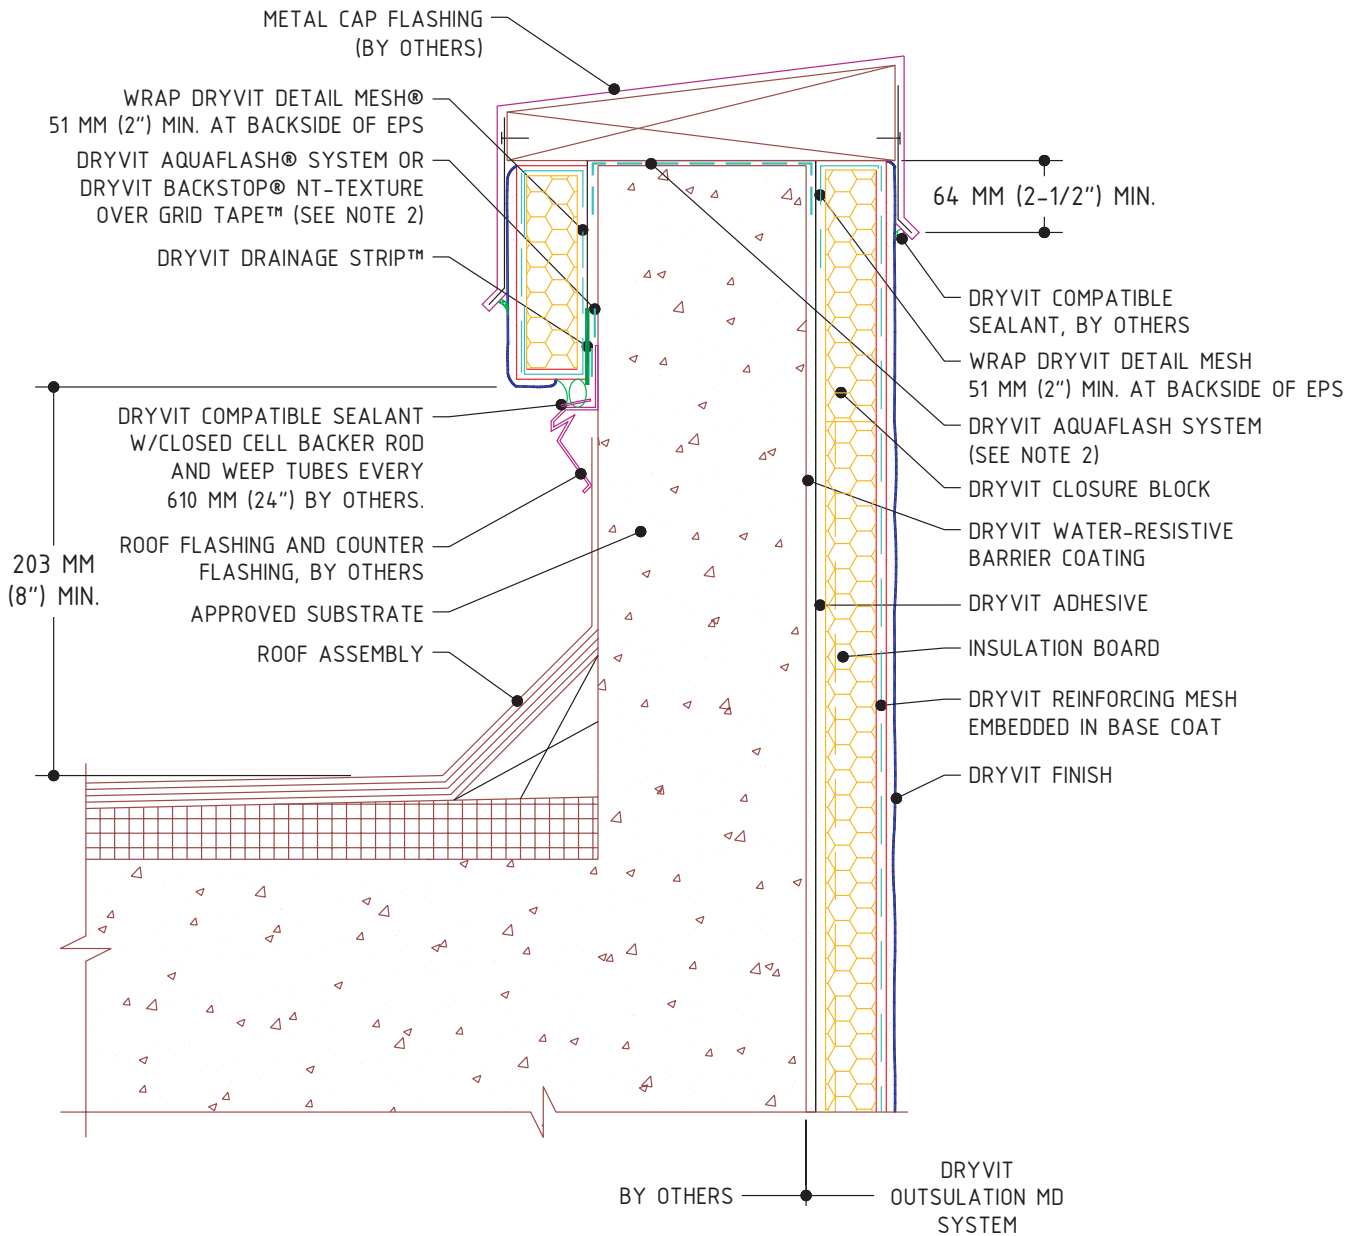 METAL CAP FLASHING
(BY OTHERS)
WRAP DRYVIT DETAIL MESH®
51 MM (2") MIN. AT BACKSIDE OF EPS
DRYVIT AQUAFLASH® SYSTEM OR
DRYVIT BACKSTOP® NT-TEXTURE
OVER GRID TAPE™ (SEE NOTE 2)
DRYVIT DRAINAGE STRIP™
DRYVIT COMPATIBLE SEALANT
W/CLOSED CELL BACKER ROD
AND WEEP TUBES EVERY
610 MM (24") BY OTHERS.
ROOF FLASHING AND COUNTER
FLASHING, BY OTHERS
203 MM
(8") MIN.
APPROVED SUBSTRATE
ROOF ASSEMBLY
64 MM (2-1/2") MIN.
DRYVIT COMPATIBLE
SEALANT, BY OTHERS
WRAP DRYVIT DETAIL MESH
51 MM (2") MIN. AT BACKSIDE OF EPS
DRYVIT AQUAFLASH SYSTEM
(SEE NOTE 2)
DRYVIT CLOSURE BLOCK
DRYVIT WATER-RESISTIVE
BARRIER COATING
DRYVIT ADHESIVE
INSULATION BOARD
DRYVIT REINFORCING MESH
EMBEDDED IN BASE COAT
DRYVIT FINISH
BY OTHERS
DRYVIT
OUTSULATION MD
SYSTEM